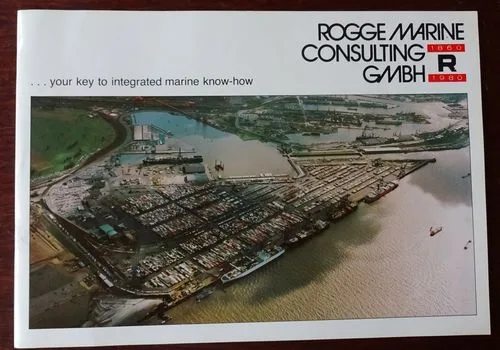 ROGGE MARINE
CONSULTING
GMBH
1860
R
1980
... your key to integrated marine know-how